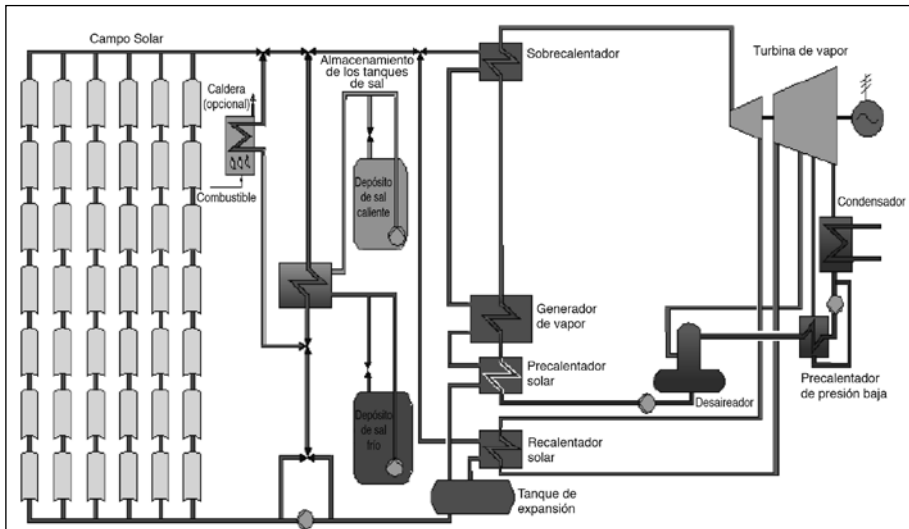 Campo Solar
Caldera
(opcional)
Combustible
Almacenamiento
de los tanques
de sal
Depósito
de sal
caliente
Depósito
de sal
frío
Sobrecalentador
Generador
de vapor
Precalentador
solar
Recalentador
solar
Tanque de
expansión
Turbina de vapor
Condensador
Desaireador
Precalentador
de presión baja